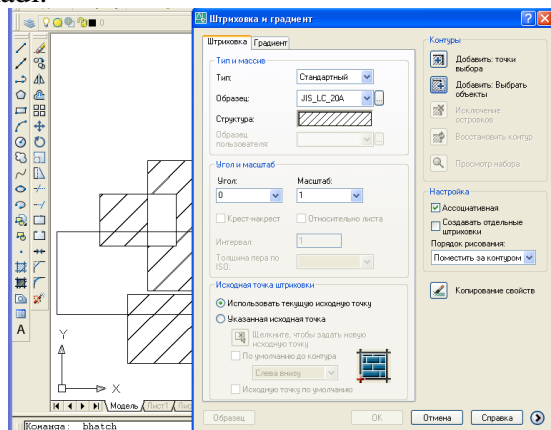 0
Штриховка и градиент
Штриховка Градиент
Тип и массив
Тип: Стандартный
Образец: JIS_LC_20A
Структура:
Образец пользователя:
Угол и масштаб
Угол: Масштаб:
0 1
Крест-накрест Относительно листа
Интервал: 1
Толщина пера по ISO:
Исходная точка штриховки
Использовать текущую исходную точку
Указанная исходная точка
Щелкните, чтобы задать новую исходную точку
По умолчанию до контура
Слева внизу
Исходную точку по умолчанию
Контуры
Добавить: точки выбора
Добавить: Выбрать объекты
Исключение островков
Восстановить контур
Просмотр набора
Настройка
Ассоциативная
Создавать отдельные штриховки
Порядок рисования:
Поместить за контуром
Копирование свойств
Образец OK Отмена Справка
A
Y
X
Модель Лист1
Команда: _bhatch